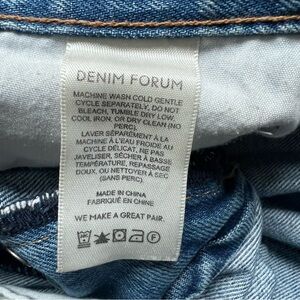 DENIM FORUM
MACHINE WASH COLD GENTLE
CYCLE SEPARATELY, DO NOT
BLEACH, TUMBLE DRY LOW,
COOL IRON, OR DRY CLEAN (NO
PERC).
LAVER SÉPARÉMENT À LA
MACHINE À L'EAU FROIDE AU
CYCLE DÉLICAT, NE PAS
JAVELISER, SÉCHER À BASSE
TEMPÉRATURE, REPASSAGE
DOUX, OU NETTOYER À SEC
(SANS PERC).
MADE IN CHINA
FABRIQUÉ EN CHINE
WE MAKE A GREAT PAIR.